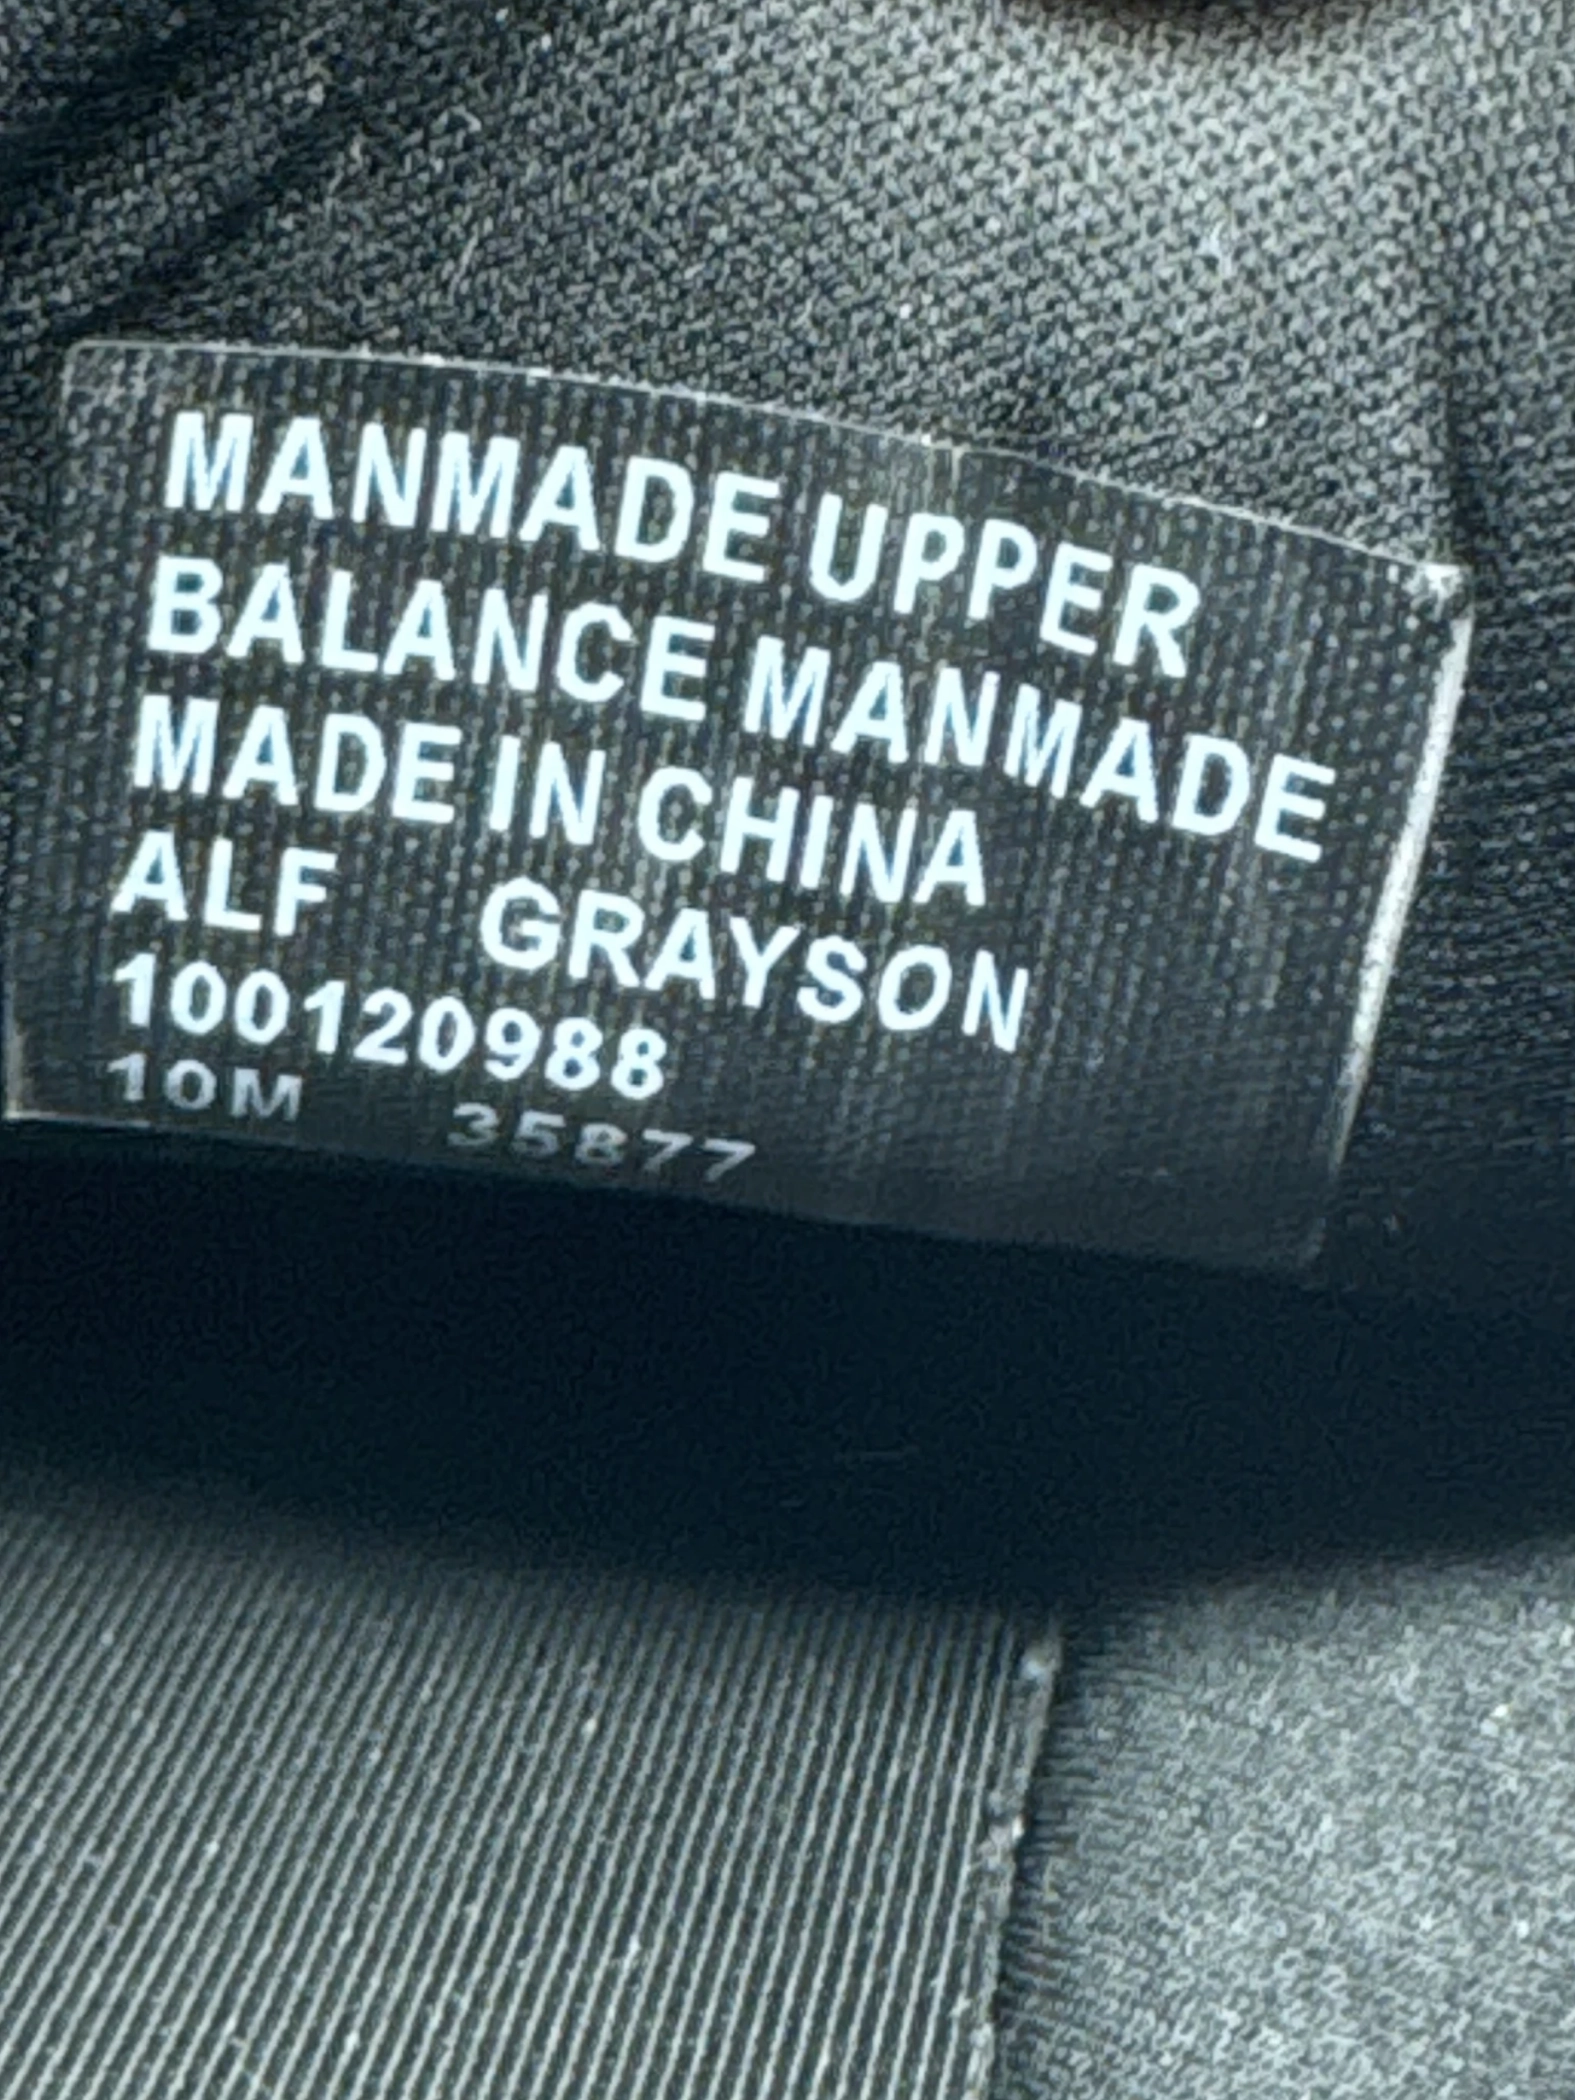 MANMADE UPPER
BALANCE MANMADE
MADE IN CHINA
ALF GRAYSON
100120988
10M 35877